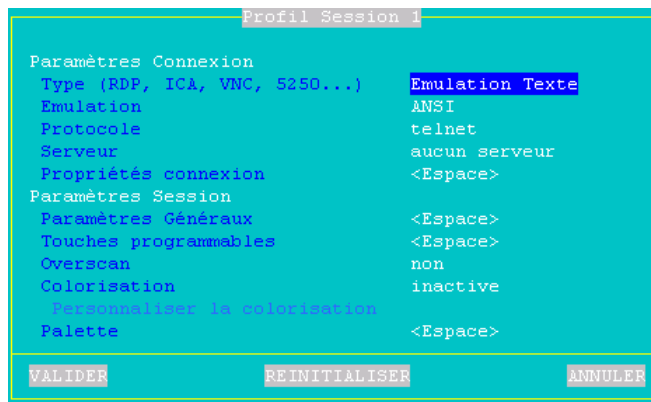 Profil Session 1
Paramètres Connexion
Type (RDP, ICA, VNC, 5250...) Emulation Texte
Emulation ANSI
Protocole telnet
Serveur aucun serveur
Propriétés connexion <Espace>
Paramètres Session
Paramètres Généraux <Espace>
Touches programmables <Espace>
Overscan non
Colorisation inactive
Personnaliser la colorisation
Palette <Espace>
VALIDER REINITIALISER ANNULER